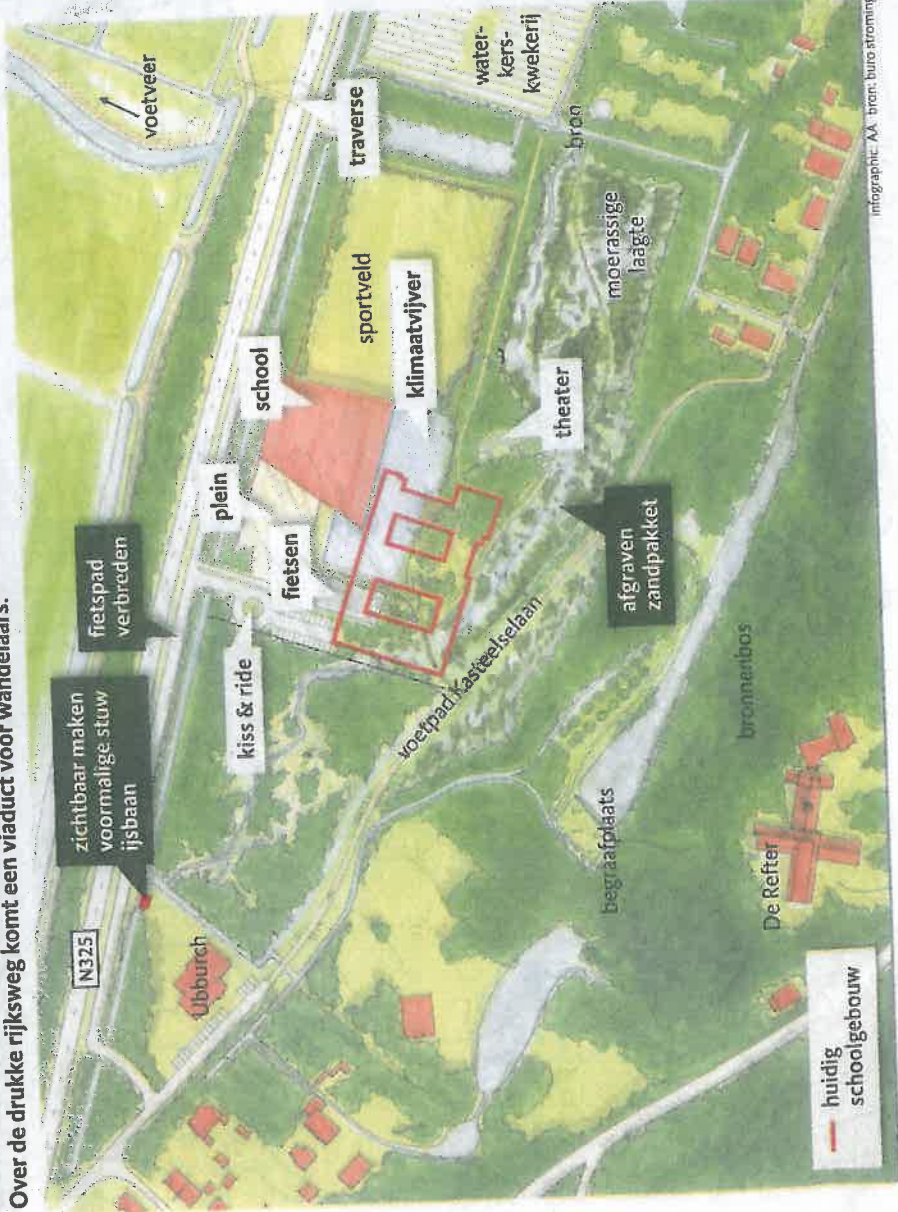 Over de drukke rijksweg komt een viaduct voor wandelaars.
voetveer
N325
zichtbaar maken
voormalige stuw
ijsbaan
fietspad
verbreden
traverse
water-
kers-
kwekerij
plein
school
sportveld
bron
Ubburch
kiss & ride
fietsen
klimaatvijver
moerassige
laagte
theater
voetpad Kasteelselaan
afgraven
zandpakket
begraafplaats
bronnenbos
De Refter
huidig
schoolgebouw
infographic: AA bron: buro stroming